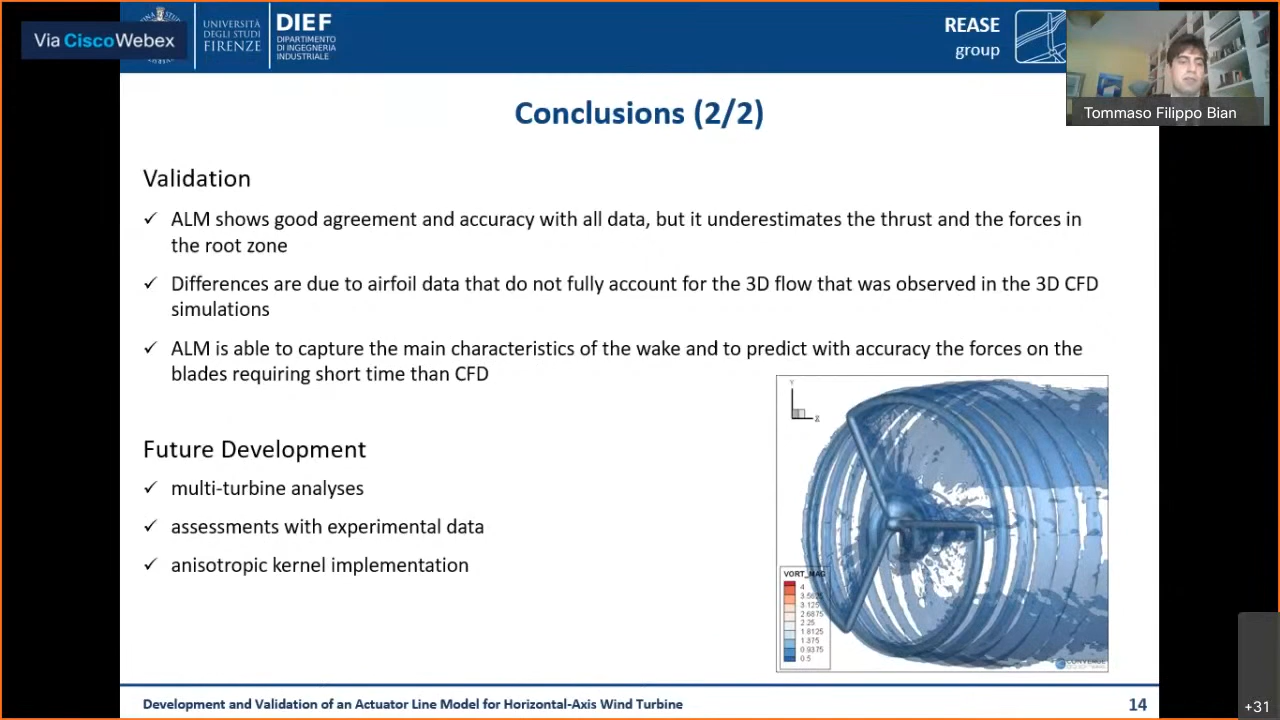 Via CiscoWebex
UNIVERSITÀ
DEGLI STUDI
FIRENZE
DIEF
DIPARTIMENTO
DI INGEGNERIA
INDUSTRIALE
REASE
group
Tommaso Filippo Bian
Conclusions (2/2)
Validation
✓ ALM shows good agreement and accuracy with all data, but it underestimates the thrust and the forces in
the root zone
✓ Differences are due to airfoil data that do not fully account for the 3D flow that was observed in the 3D CFD
simulations
✓ ALM is able to capture the main characteristics of the wake and to predict with accuracy the forces on the
blades requiring short time than CFD
Future Development
✓ multi-turbine analyses
✓ assessments with experimental data
✓ anisotropic kernel implementation
Y
X
VORT_MAG
4
3.5625
3.125
2.6875
2.25
1.8125
1.375
0.9375
0.5
CONVERGE
Development and Validation of an Actuator Line Model for Horizontal-Axis Wind Turbine
14
+31